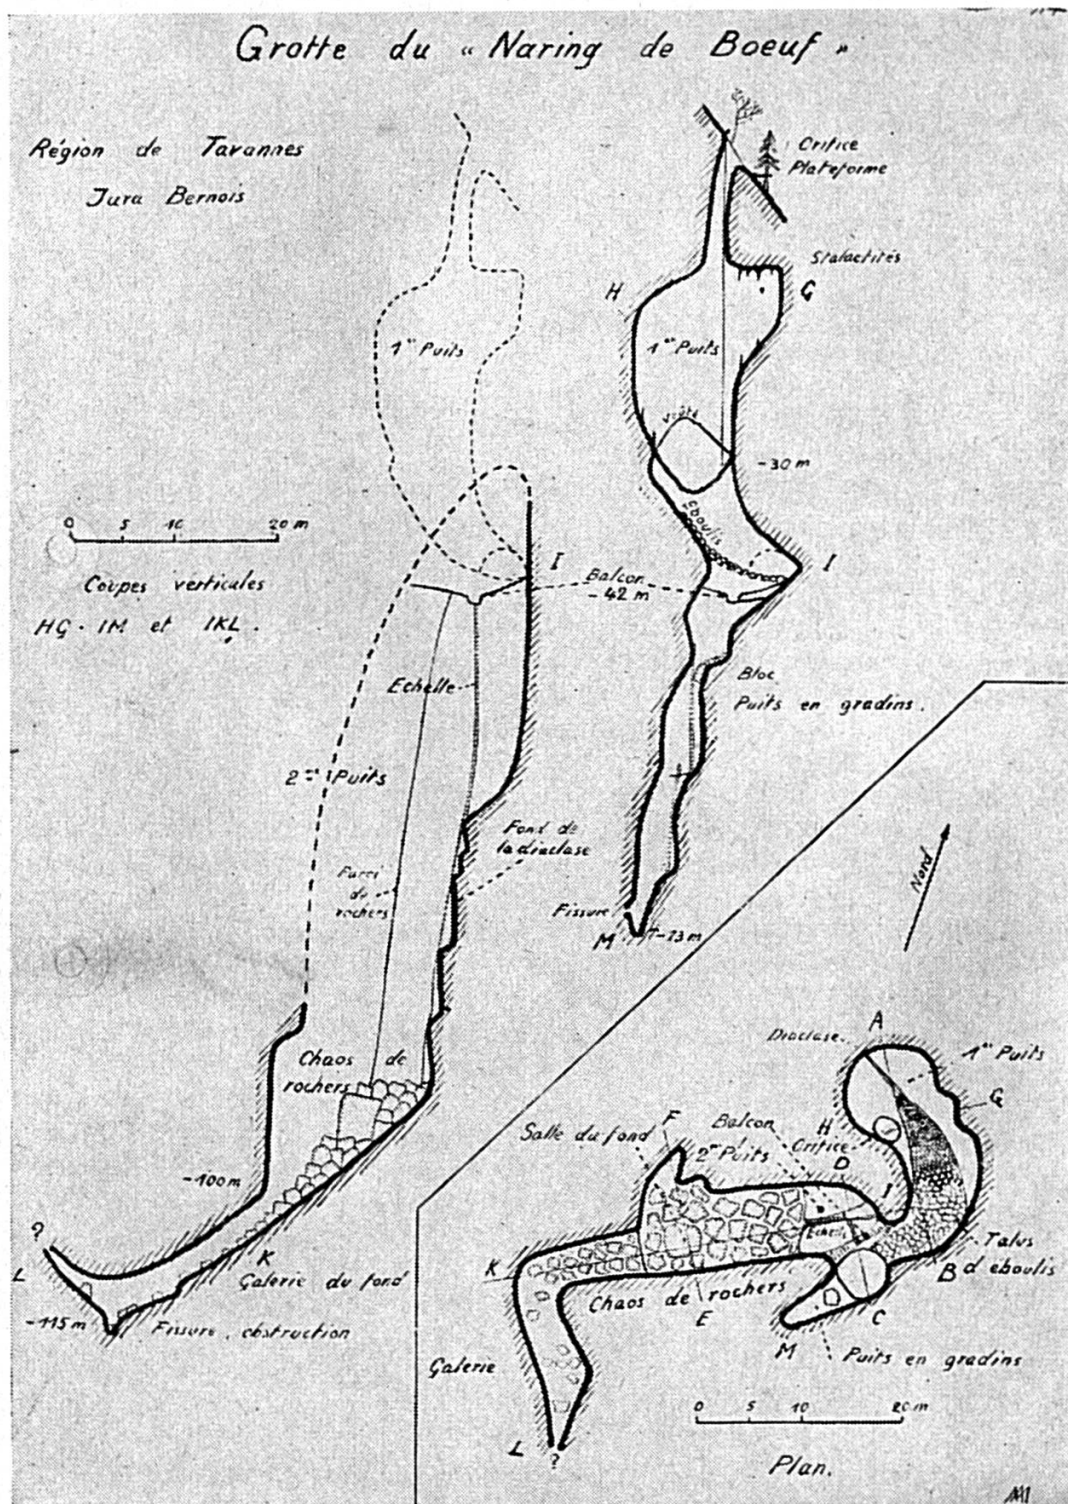 Grotte du « Naring de Boeuf »
Région de Tavannes
Jura Bernois
Orifice
Plateforme
Stalactites
H
G
1er Puits
1er Puits
voûte
-30 m
Eboulis
0 5 10 20 m
I
I
Balcon
-42 m
Coupes verticales
HG - IM et IKL.
Echelle
Bloc
Puits en gradins.
2me Puits
Fond de
la diaclase
Paroi
de
rochers
Nord
Fissure
M
-73 m
Chaos de
rochers
-100 m
?
L
K
Galerie du fond
-115 m
Fissure, obstruction
A
Diaclase
1er Puits
G
Salle du fond
F
Balcon
H
2me Puits
Orifice
D
I
Echelle
Talus
d'eboulis
B
K
Chaos de rochers
E
C
M
Puits en gradins
Galerie
0 5 10 20 m
L
?
Plan.